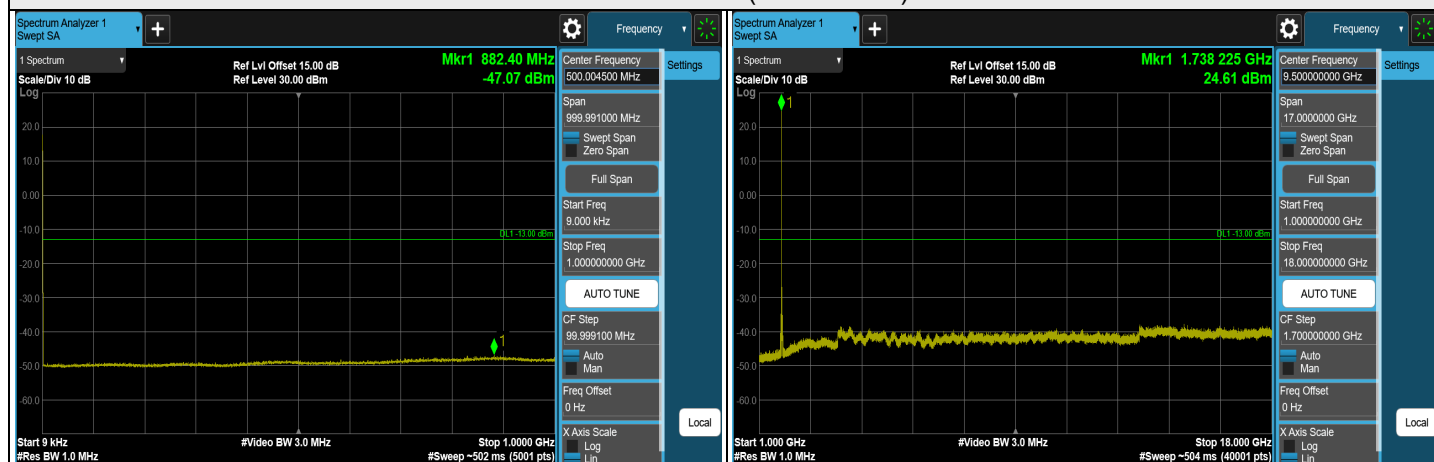 Spectrum Analyzer 1
Swept SA
+
Frequency
1 Spectrum
Scale/Div 10 dB
Ref Lvl Offset 15.00 dB
Ref Level 30.00 dBm
Mkr1 882.40 MHz
-47.07 dBm
Log
20.0
10.0
0.00
-10.0
-20.0
-30.0
-40.0
-50.0
-60.0
DL1 -13.00 dBm
1
Start 9 kHz
#Res BW 1.0 MHz
#Video BW 3.0 MHz
Stop 1.0000 GHz
#Sweep ~502 ms (5001 pts)
Center Frequency
500.004500 MHz
Span
999.991000 MHz
Swept Span
Zero Span
Full Span
Start Freq
9.000 kHz
Stop Freq
1.000000000 GHz
AUTO TUNE
CF Step
99.999100 MHz
Auto
Man
Freq Offset
0 Hz
X Axis Scale
Log
Lin
Settings
Local
Spectrum Analyzer 1
Swept SA
+
Frequency
1 Spectrum
Scale/Div 10 dB
Ref Lvl Offset 15.00 dB
Ref Level 30.00 dBm
Mkr1 1.738 225 GHz
24.61 dBm
Log
1
20.0
10.0
0.00
-10.0
-20.0
-30.0
-40.0
-50.0
-60.0
DL1 -13.00 dBm
Start 1.000 GHz
#Res BW 1.0 MHz
#Video BW 3.0 MHz
Stop 18.000 GHz
#Sweep ~504 ms (40001 pts)
Center Frequency
9.500000000 GHz
Span
17.0000000 GHz
Swept Span
Zero Span
Full Span
Start Freq
1.000000000 GHz
Stop Freq
18.000000000 GHz
AUTO TUNE
CF Step
1.700000000 GHz
Auto
Man
Freq Offset
0 Hz
X Axis Scale
Log
Lin
Settings
Local